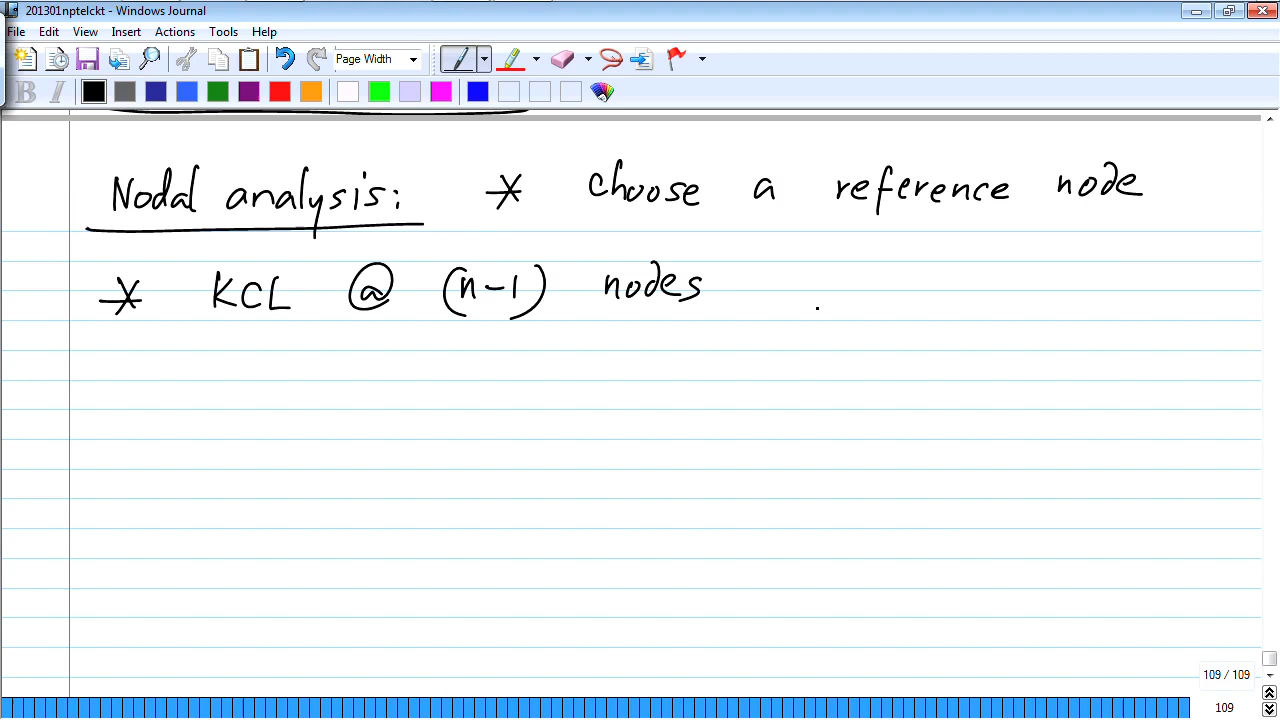 201301nptelckt - Windows Journal
File Edit View Insert Actions Tools Help
Page Width
B I
Nodal analysis: * choose a reference node
* KCL @ (n-1) nodes
109 / 109
109